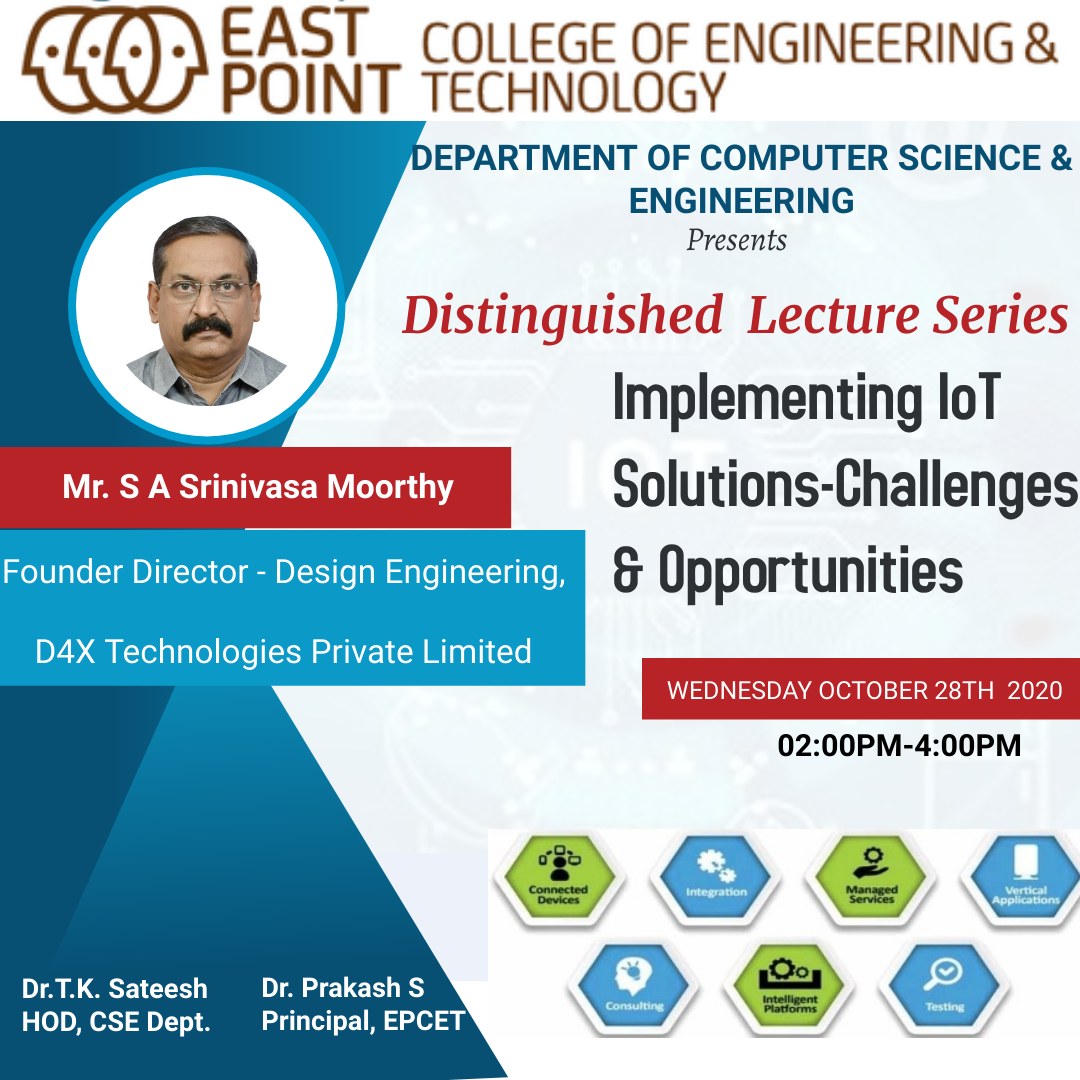 EAST
POINT
COLLEGE OF ENGINEERING &
TECHNOLOGY
DEPARTMENT OF COMPUTER SCIENCE &
ENGINEERING
Presents
Distinguished Lecture Series
Implementing IoT
Solutions-Challenges
& Opportunities
Mr. S A Srinivasa Moorthy
Founder Director - Design Engineering,
D4X Technologies Private Limited
WEDNESDAY OCTOBER 28TH 2020
02:00PM-4:00PM
Connected
Devices
Integration
Managed
Services
Vertical
Applications
Consulting
Intelligent
Platforms
Testing
Dr.T.K. Sateesh
HOD, CSE Dept.
Dr. Prakash S
Principal, EPCET